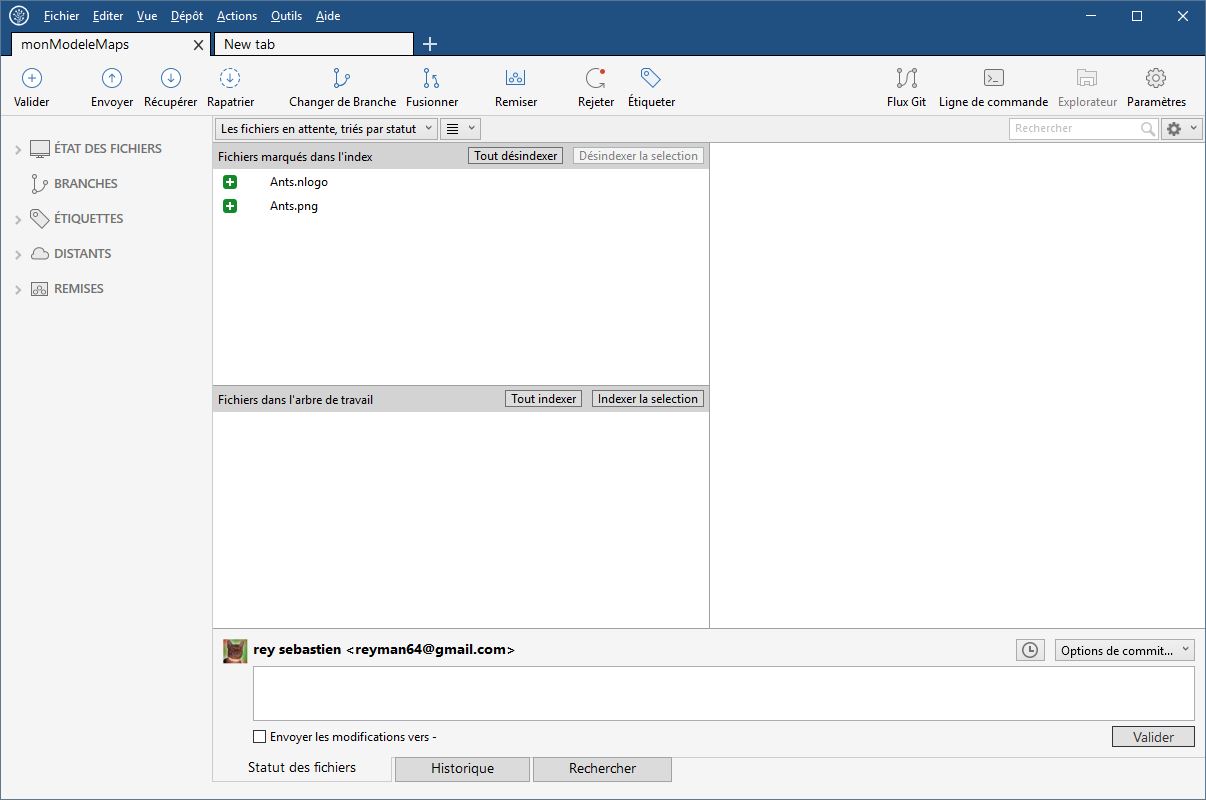 Fichier Editer Vue Dépôt Actions Outils Aide
monModeleMaps New tab
Valider Envoyer Récupérer Rapatrier Changer de Branche Fusionner Remiser Rejeter Étiqueter Flux Git Ligne de commande Explorateur Paramètres
Les fichiers en attente, triés par statut Rechercher
ÉTAT DES FICHIERS
BRANCHES
ÉTIQUETTES
DISTANTS
REMISES
Fichiers marqués dans l'index Tout désindexer Désindexer la selection
Ants.nlogo
Ants.png
Fichiers dans l'arbre de travail Tout indexer Indexer la selection
rey sebastien <reyman64@gmail.com> Options de commit...
Envoyer les modifications vers - Valider
Statut des fichiers Historique Rechercher